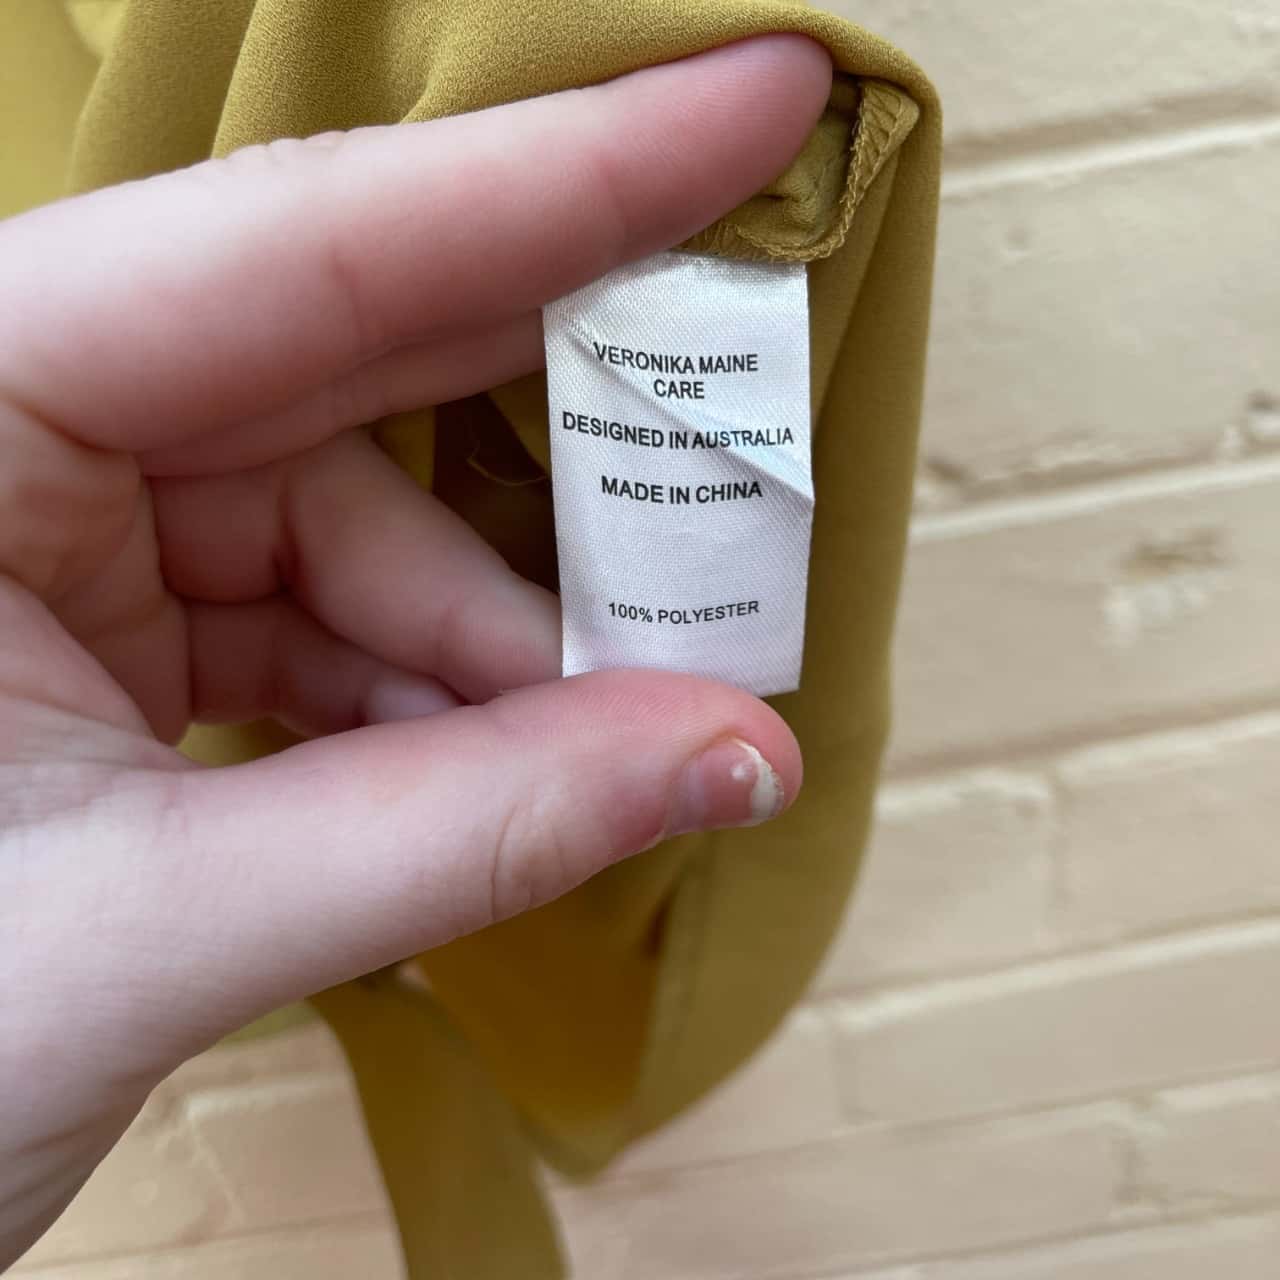 VERONIKA MAINE
CARE
DESIGNED IN AUSTRALIA
MADE IN CHINA
100% POLYESTER